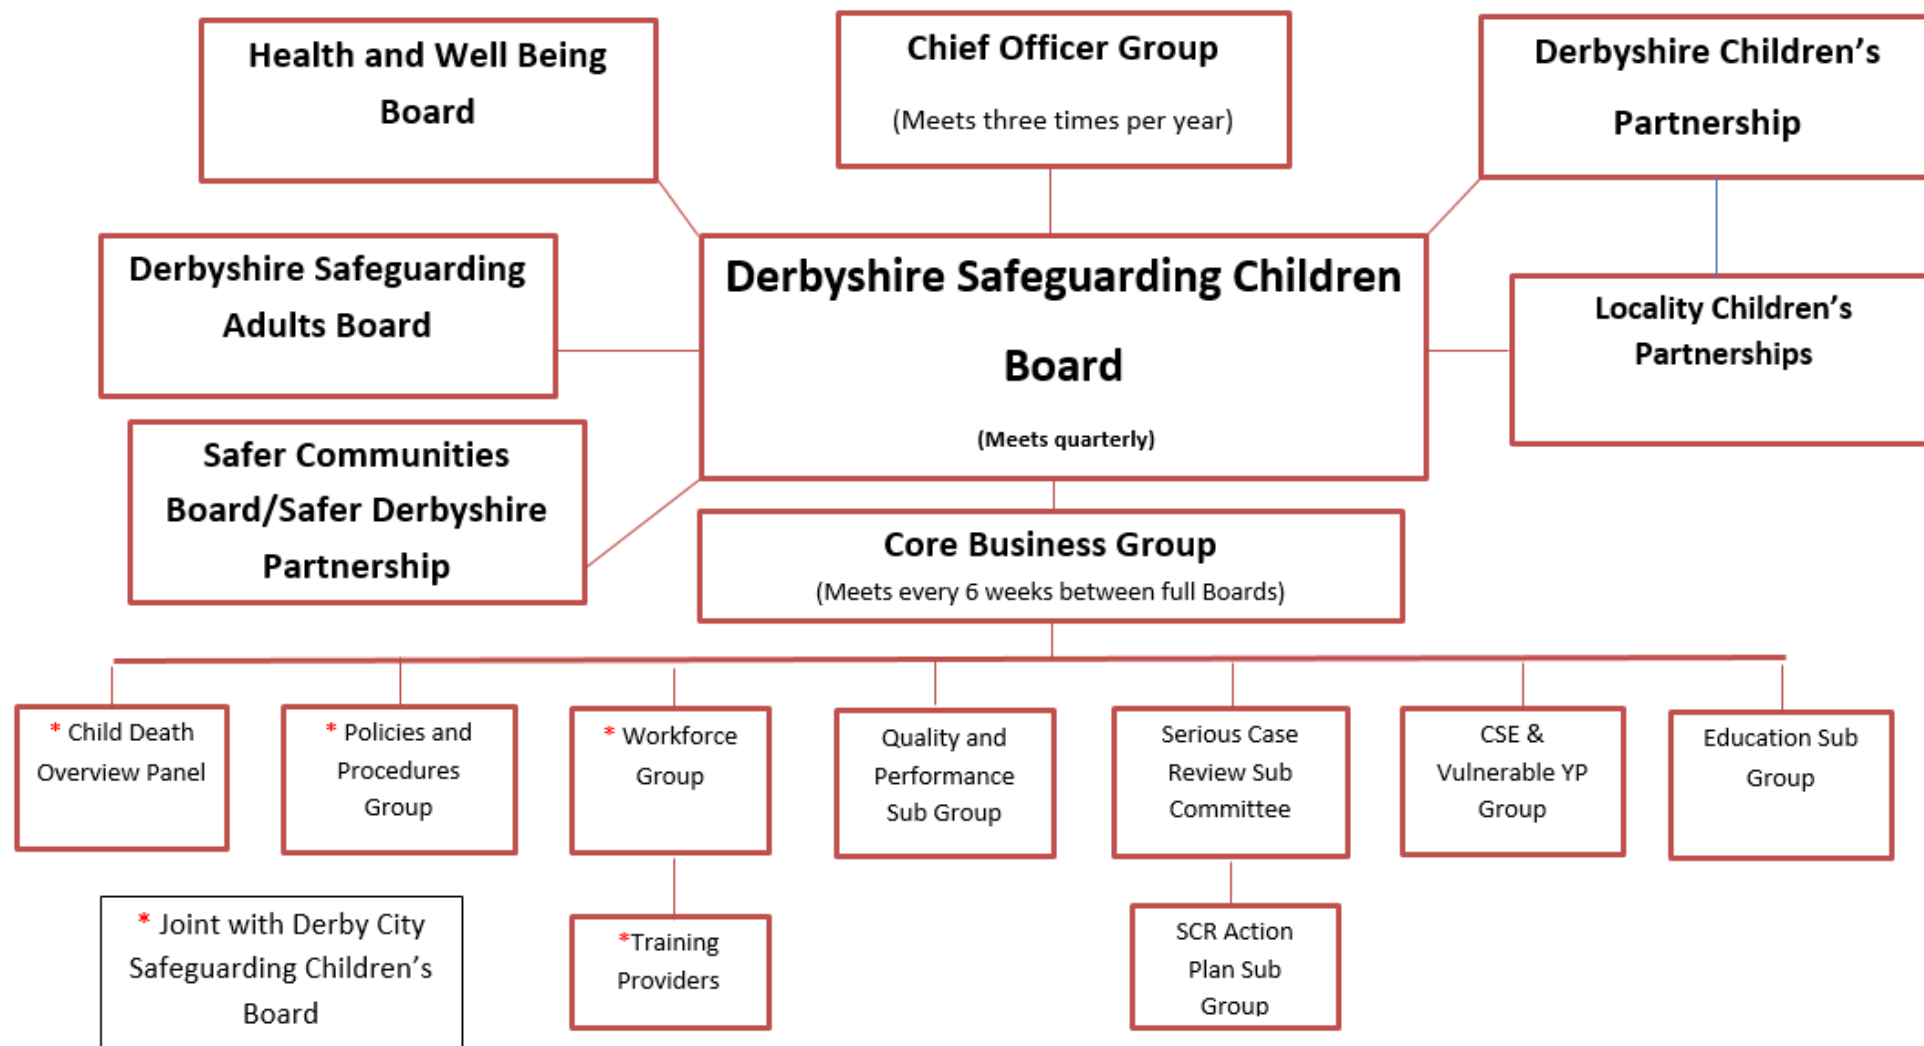 Health and Well Being
Board
Chief Officer Group
(Meets three times per year)
Derbyshire Children’s
Partnership
Derbyshire Safeguarding
Adults Board
Derbyshire Safeguarding Children
Board
(Meets quarterly)
Locality Children’s
Partnerships
Safer Communities
Board/Safer Derbyshire
Partnership
Core Business Group
(Meets every 6 weeks between full Boards)
* Child Death
Overview Panel
* Policies and
Procedures
Group
* Workforce
Group
Quality and
Performance
Sub Group
Serious Case
Review Sub
Committee
CSE &
Vulnerable YP
Group
Education Sub
Group
* Joint with Derby City
Safeguarding Children’s
Board
*Training
Providers
SCR Action
Plan Sub
Group